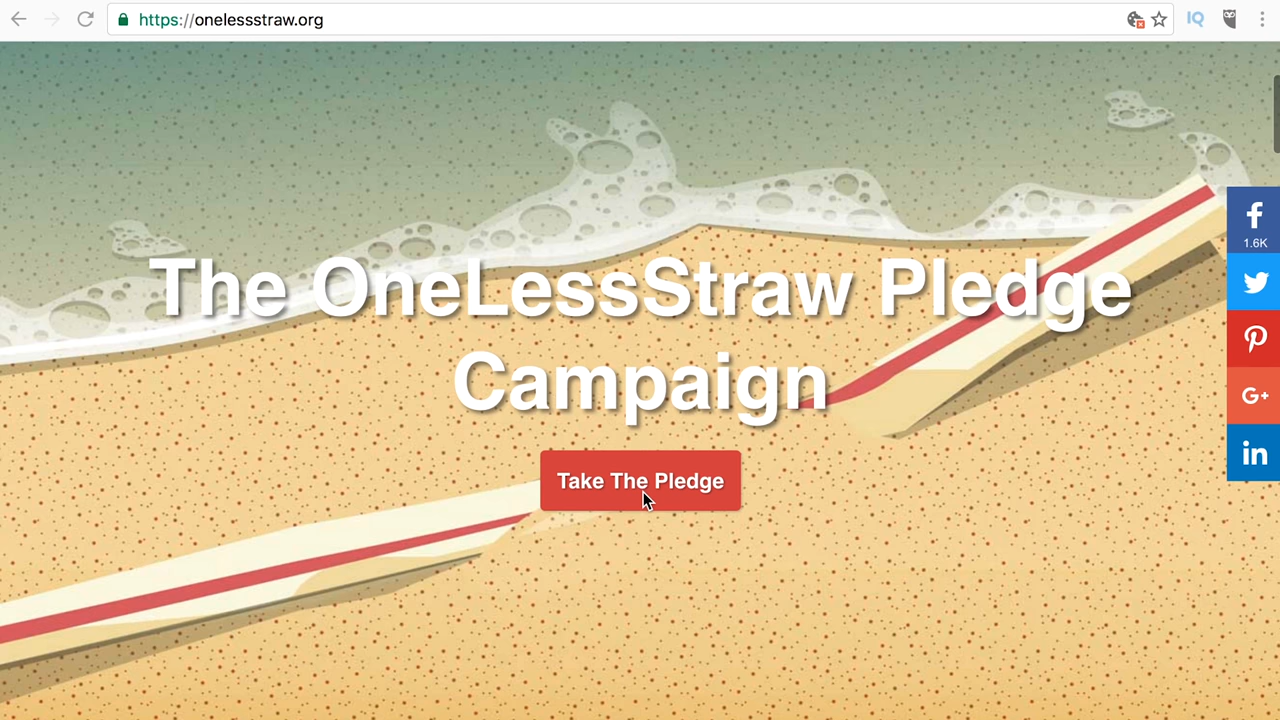 https://onelessstraw.org
IQ
The OneLessStraw Pledge
Campaign
Take The Pledge
1.6K
G+
in